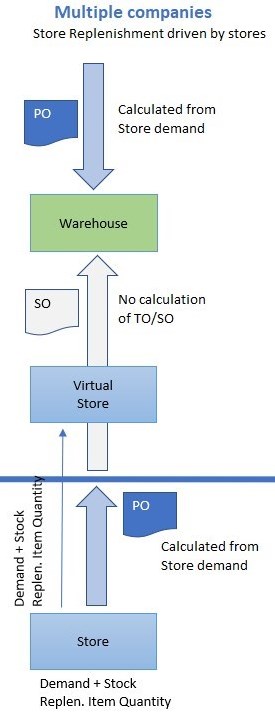 Multiple companies
Store Replenishment driven by stores
PO
Calculated from
Store demand
Warehouse
SO
No calculation
of TO/SO
Virtual
Store
Demand + Stock
Replen. Item Quantity
PO
Calculated from
Store demand
Store
Demand + Stock
Replen. Item Quantity